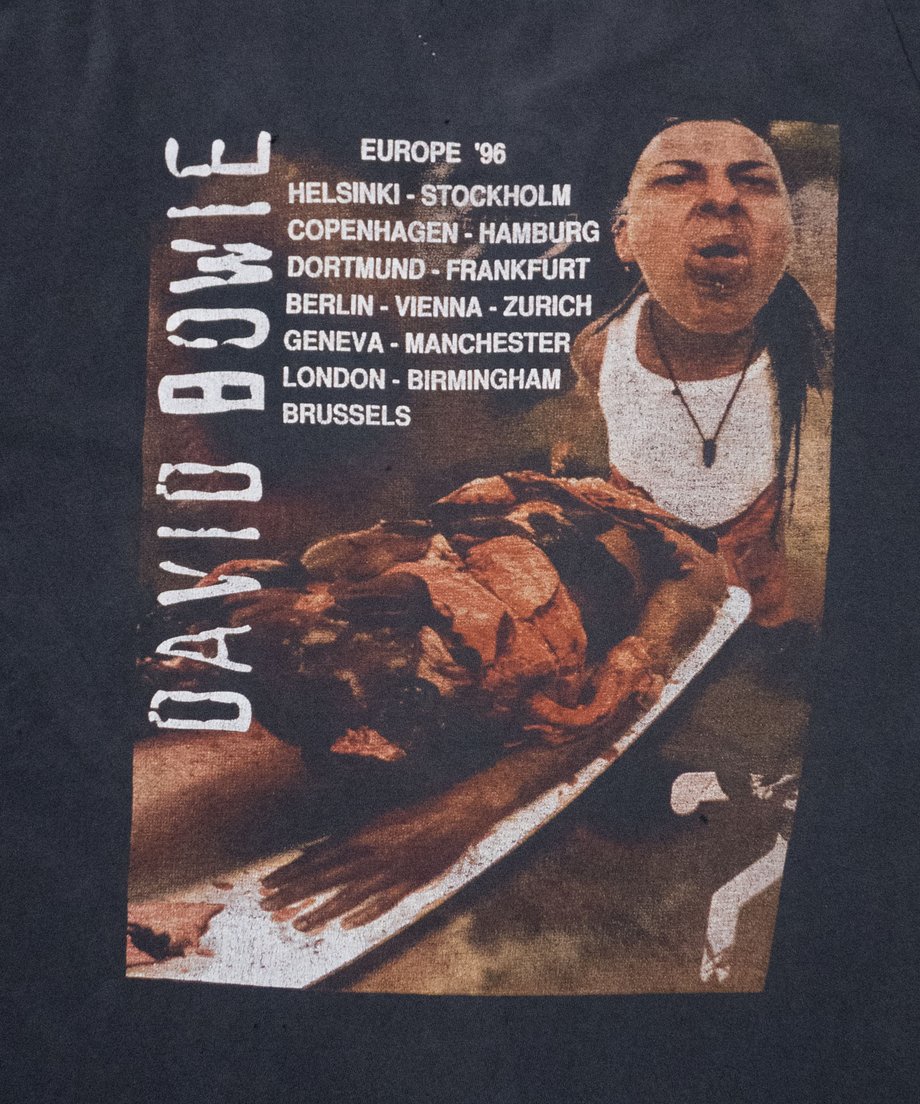 DAVID BOWIE
EUROPE '96
HELSINKI - STOCKHOLM
COPENHAGEN - HAMBURG
DORTMUND - FRANKFURT
BERLIN - VIENNA - ZURICH
GENEVA - MANCHESTER
LONDON - BIRMINGHAM
BRUSSELS